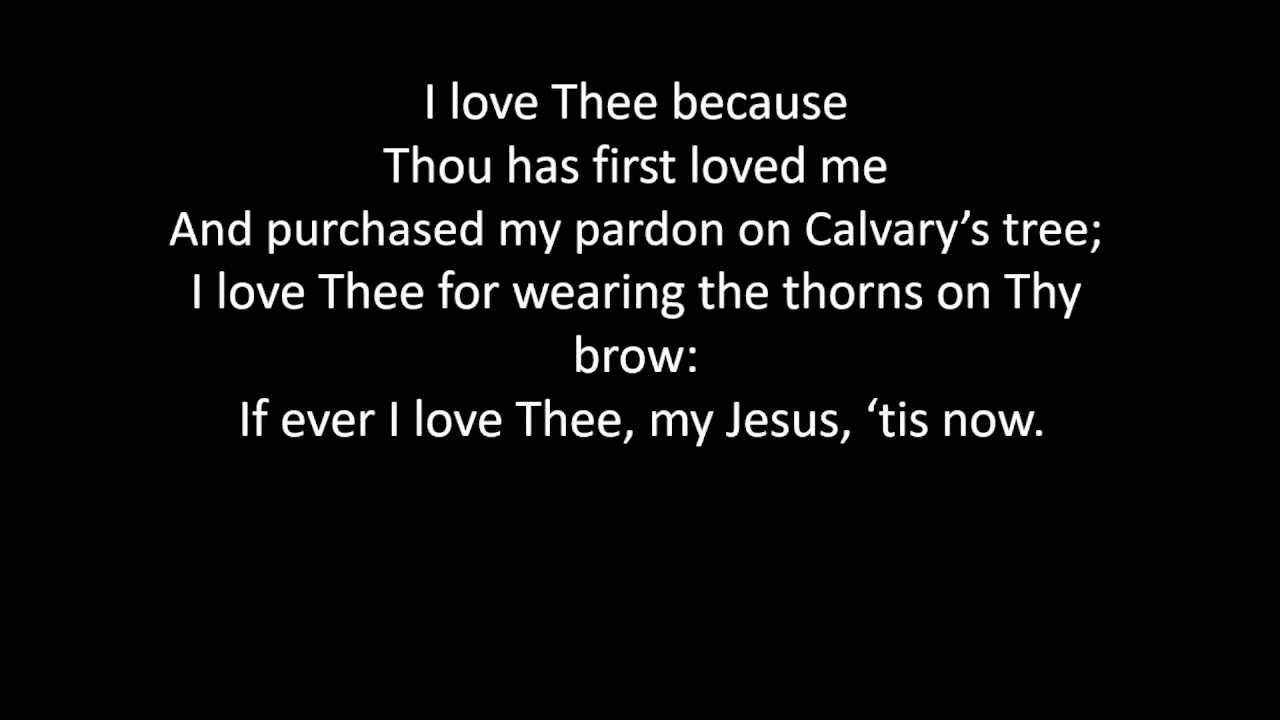 I love Thee because
Thou has first loved me
And purchased my pardon on Calvary’s tree;
I love Thee for wearing the thorns on Thy
brow:
If ever I love Thee, my Jesus, ‘tis now.